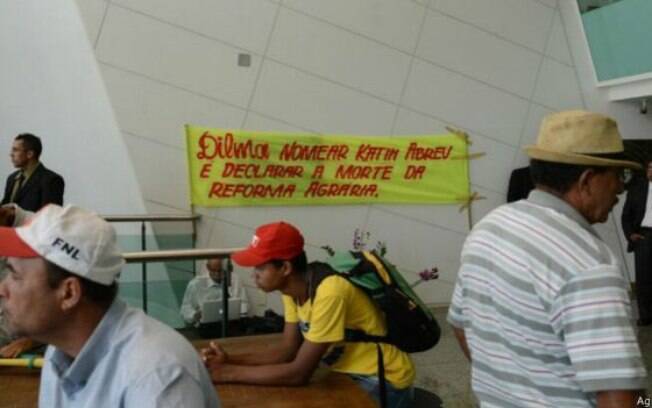 Dilma NOMEAR KATIA ABREU
E DECLARAR A MORTE DA
REFORMA AGRARIA.
FNL
Ag